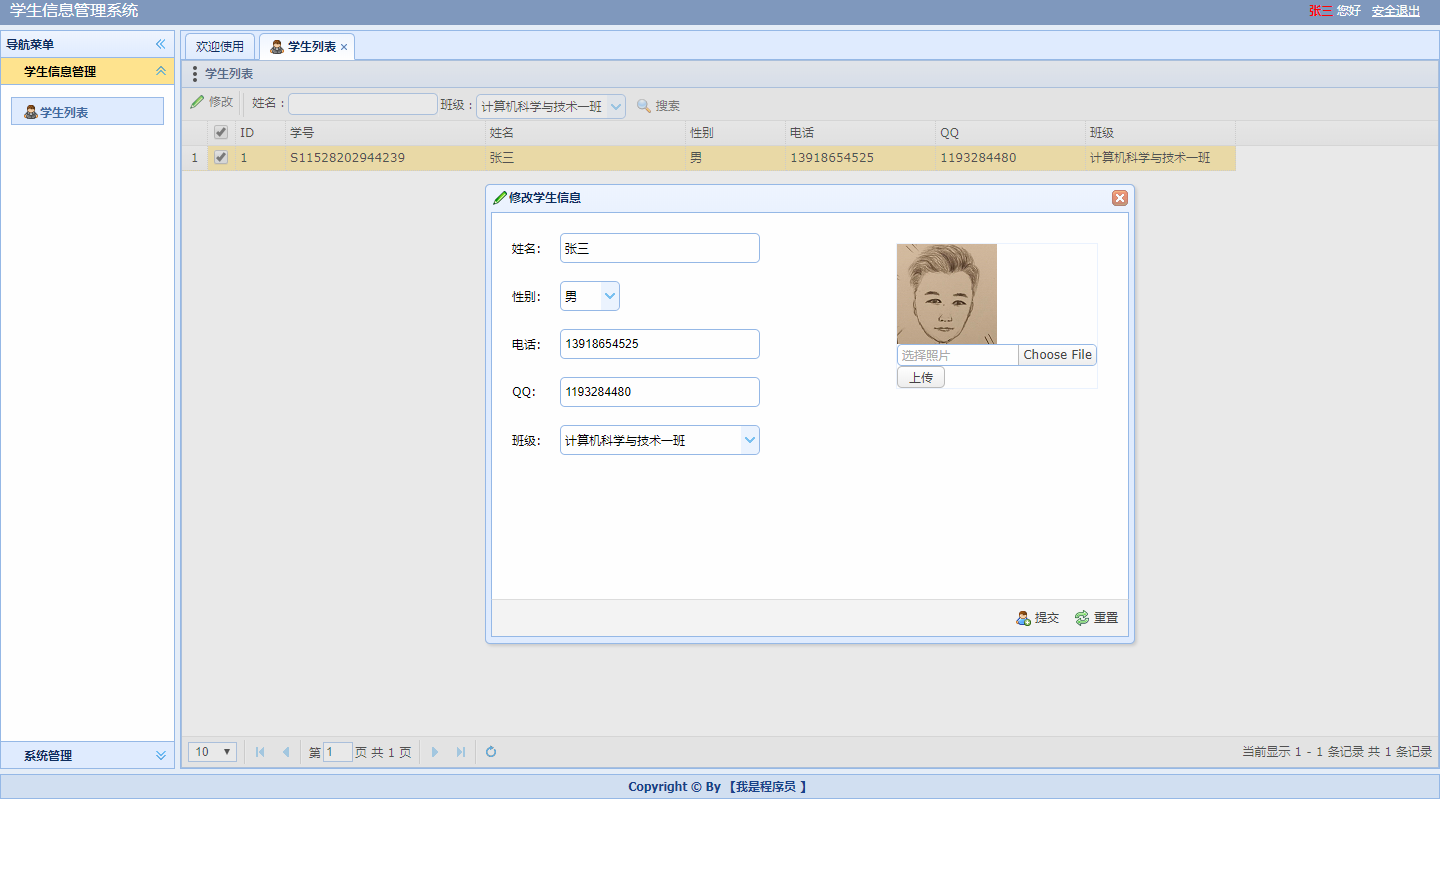 学生信息管理系统
张三 您好 安全退出
导航菜单
欢迎使用
学生列表
学生信息管理
学生列表
学生列表
修改
姓名：
班级：
计算机科学与技术一班
搜索
ID 学号 姓名 性别 电话 QQ 班级
1 1 S11528202944239 张三 男 13918654525 1193284480 计算机科学与技术一班
修改学生信息
姓名: 张三
性别: 男
电话: 13918654525
QQ: 1193284480
班级: 计算机科学与技术一班
选择照片 Choose File
上传
提交 重置
系统管理
10
第 1 页 共 1 页
当前显示 1 - 1 条记录 共 1 条记录
Copyright © By 【我是程序员 】